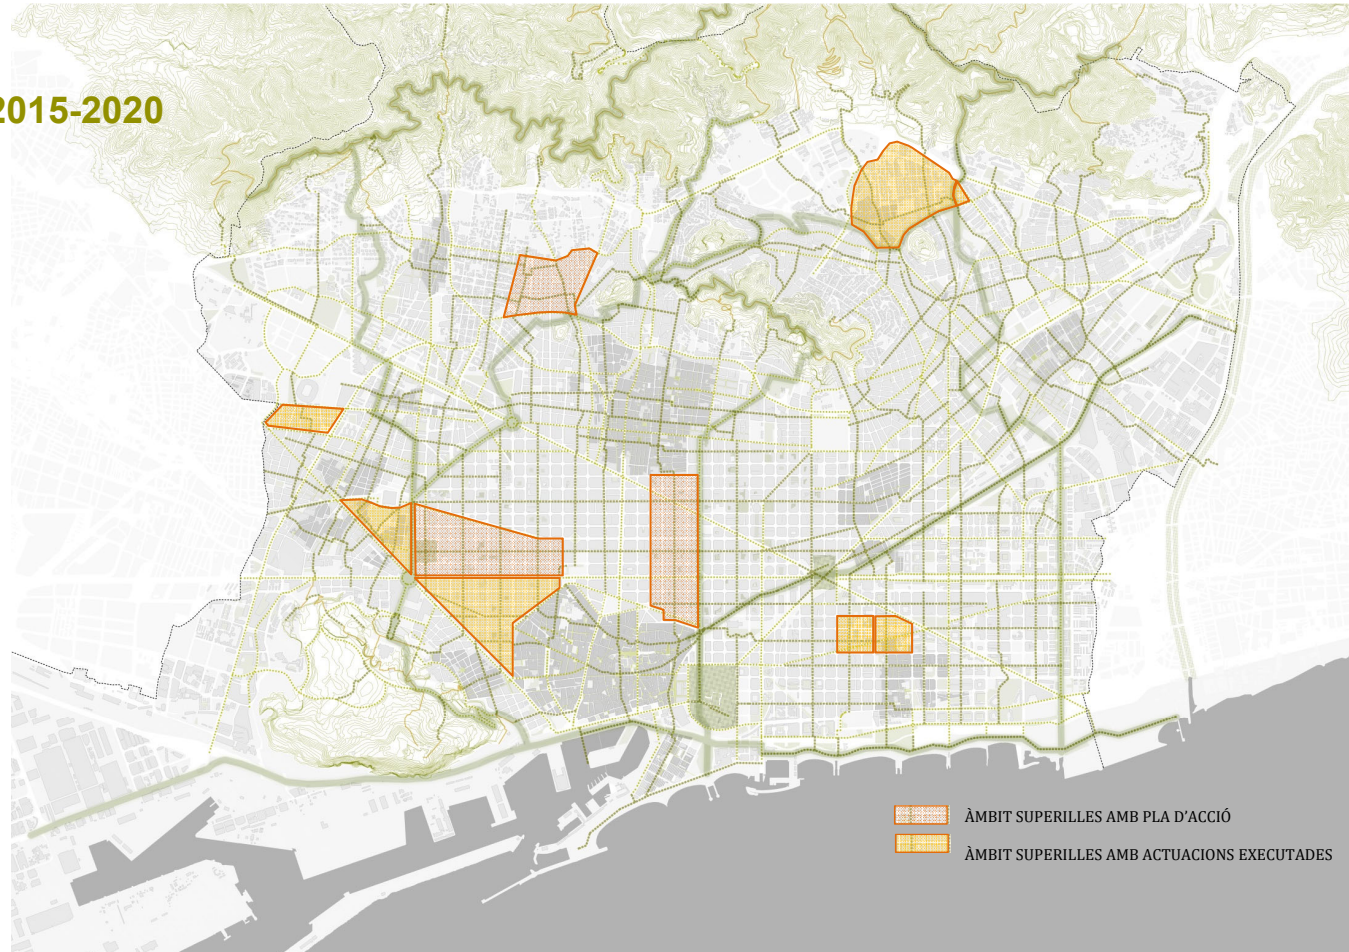 2015-2020
ÀMBIT SUPERILLES AMB PLA D'ACCIÓ
ÀMBIT SUPERILLES AMB ACTUACIONS EXECUTADES